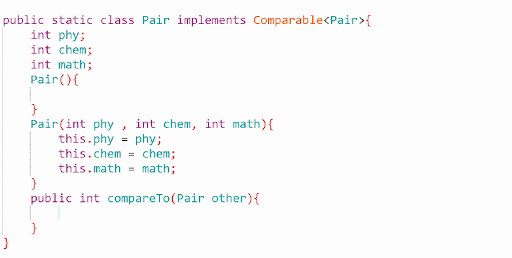 public static class Pair implements Comparable<Pair>{
int phy;
int chem;
int math;
Pair(){
}
Pair(int phy , int chem, int math){
this.phy = phy;
this.chem = chem;
this.math = math;
}
public int compareTo(Pair other){
}
}